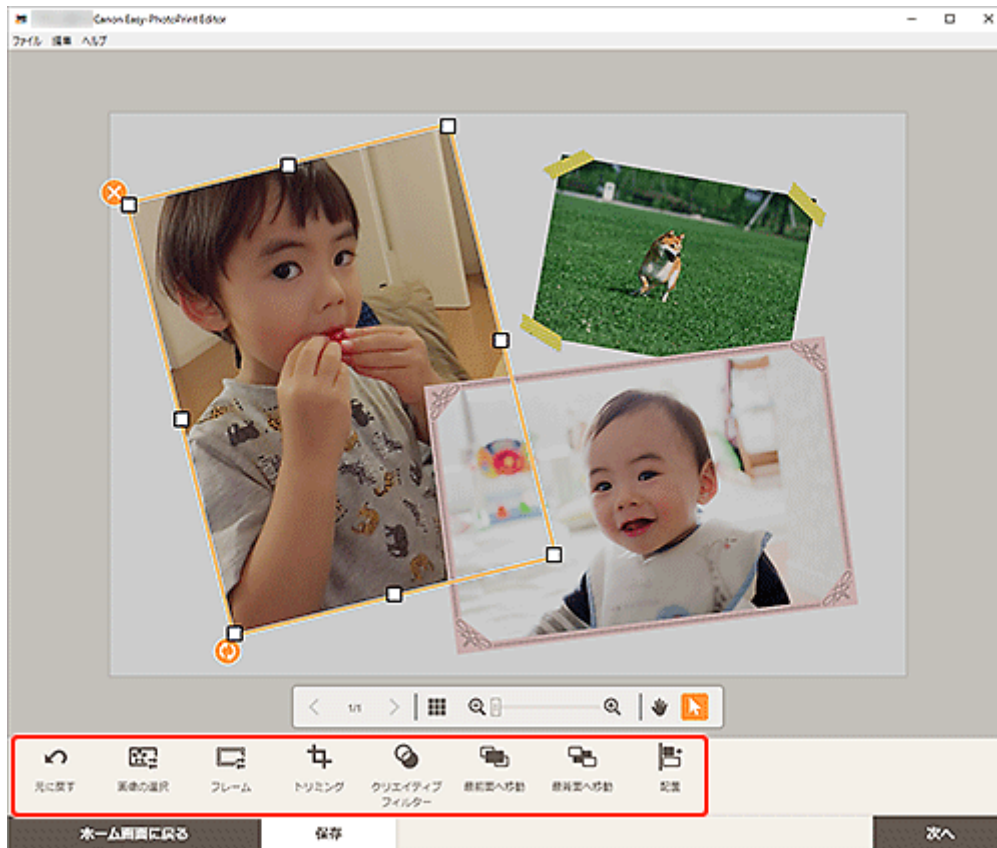 Canon Easy-PhotoPrint Editor
ファイル 編集 ヘルプ
1/1
元に戻す
画像の選択
フレーム
トリミング
クリエイティブ
フィルター
最前面へ移動
最背面へ移動
配置
ホーム画面に戻る
保存
次へ